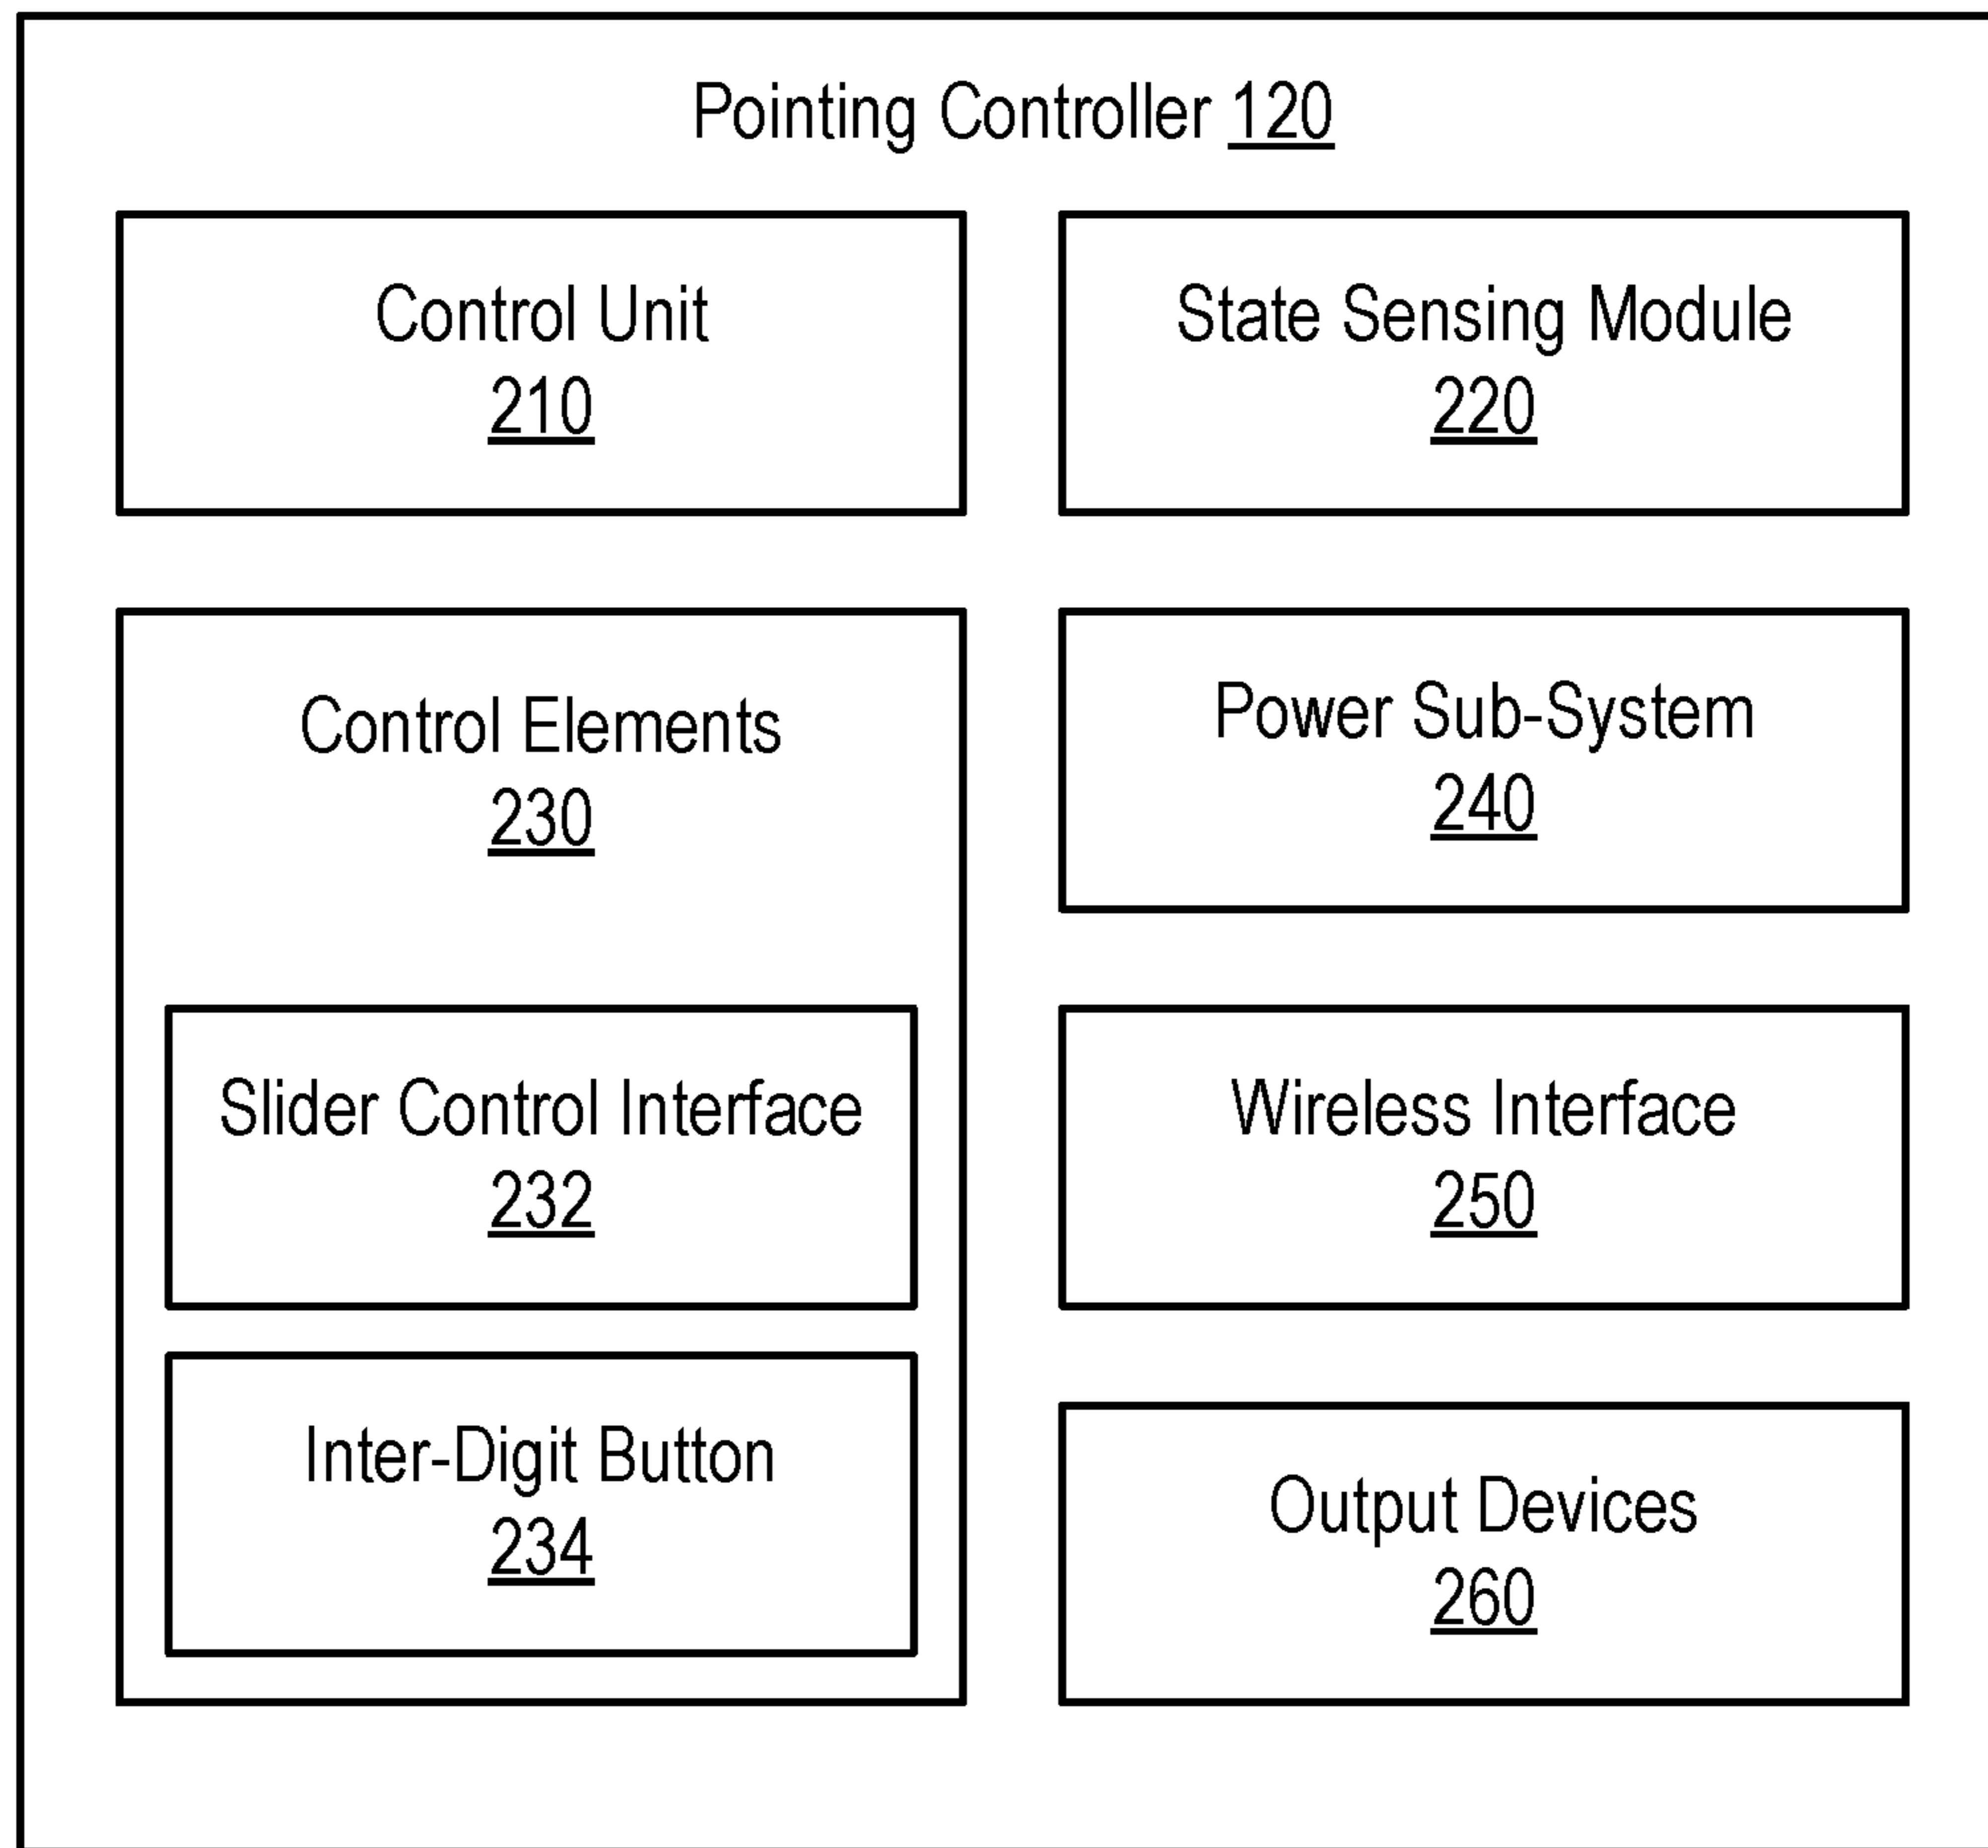 Pointing Controller 120
Control Unit
210
State Sensing Module
220
Control Elements
230
Slider Control Interface
232
Inter-Digit Button
234
Power Sub-System
240
Wireless Interface
250
Output Devices
260